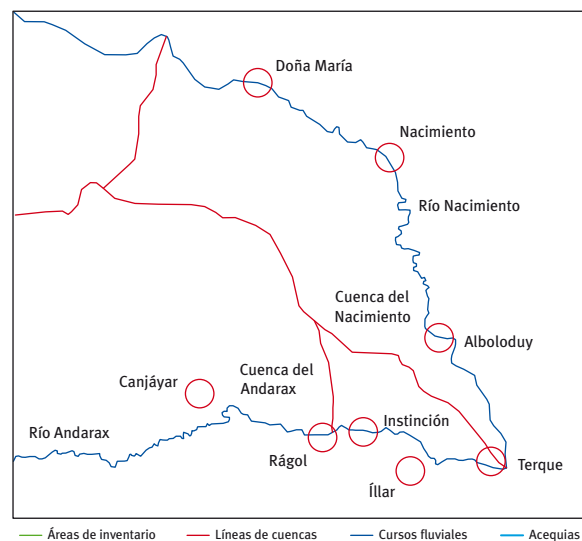 Doña María
Nacimiento
Río Nacimiento
Cuenca del
Nacimiento
Alboloduy
Cuenca del
Andarax
Canjáyar
Instinción
Río Andarax
Rágol
Terque
Íllar
Áreas de inventario
Líneas de cuencas
Cursos fluviales
Acequias